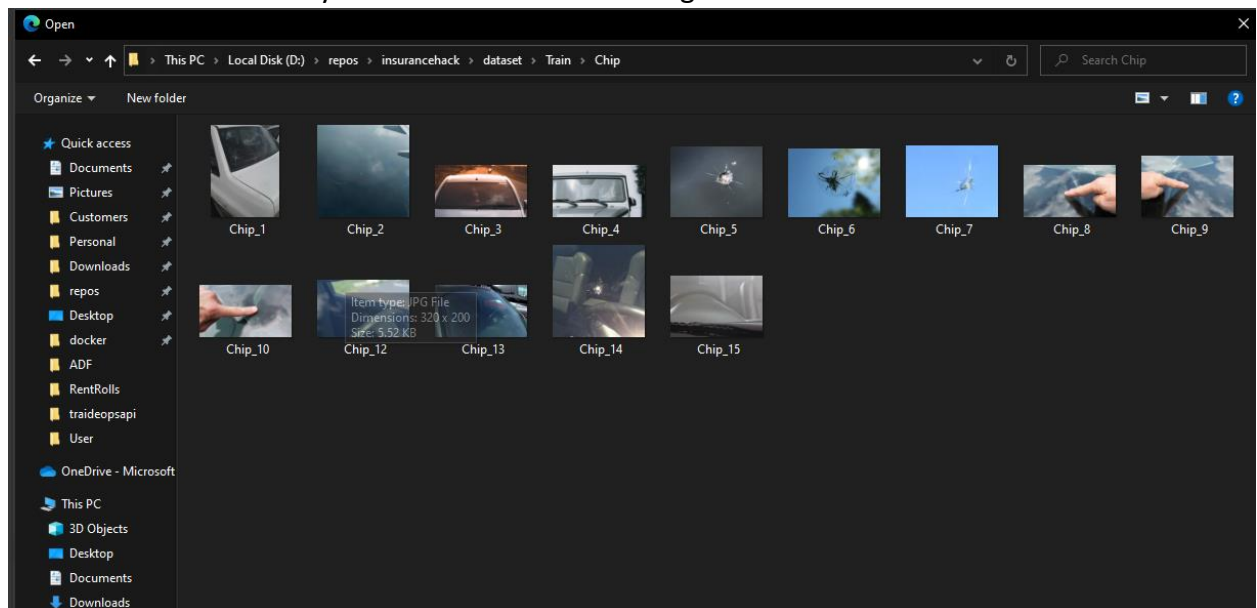 Open
This PC > Local Disk (D:) > repos > insurancehack > dataset > Train > Chip
Search Chip
Organize
New folder
Quick access
Documents
Pictures
Customers
Personal
Downloads
repos
Desktop
docker
ADF
RentRolls
traideopsapi
User
OneDrive - Microsoft
This PC
3D Objects
Desktop
Documents
Downloads
Chip_1
Chip_2
Chip_3
Chip_4
Chip_5
Chip_6
Chip_7
Chip_8
Chip_9
Item type: JPG File
Dimensions: 320 x 200
Size: 5.52 KB
Chip_10
Chip_12
Chip_13
Chip_14
Chip_15